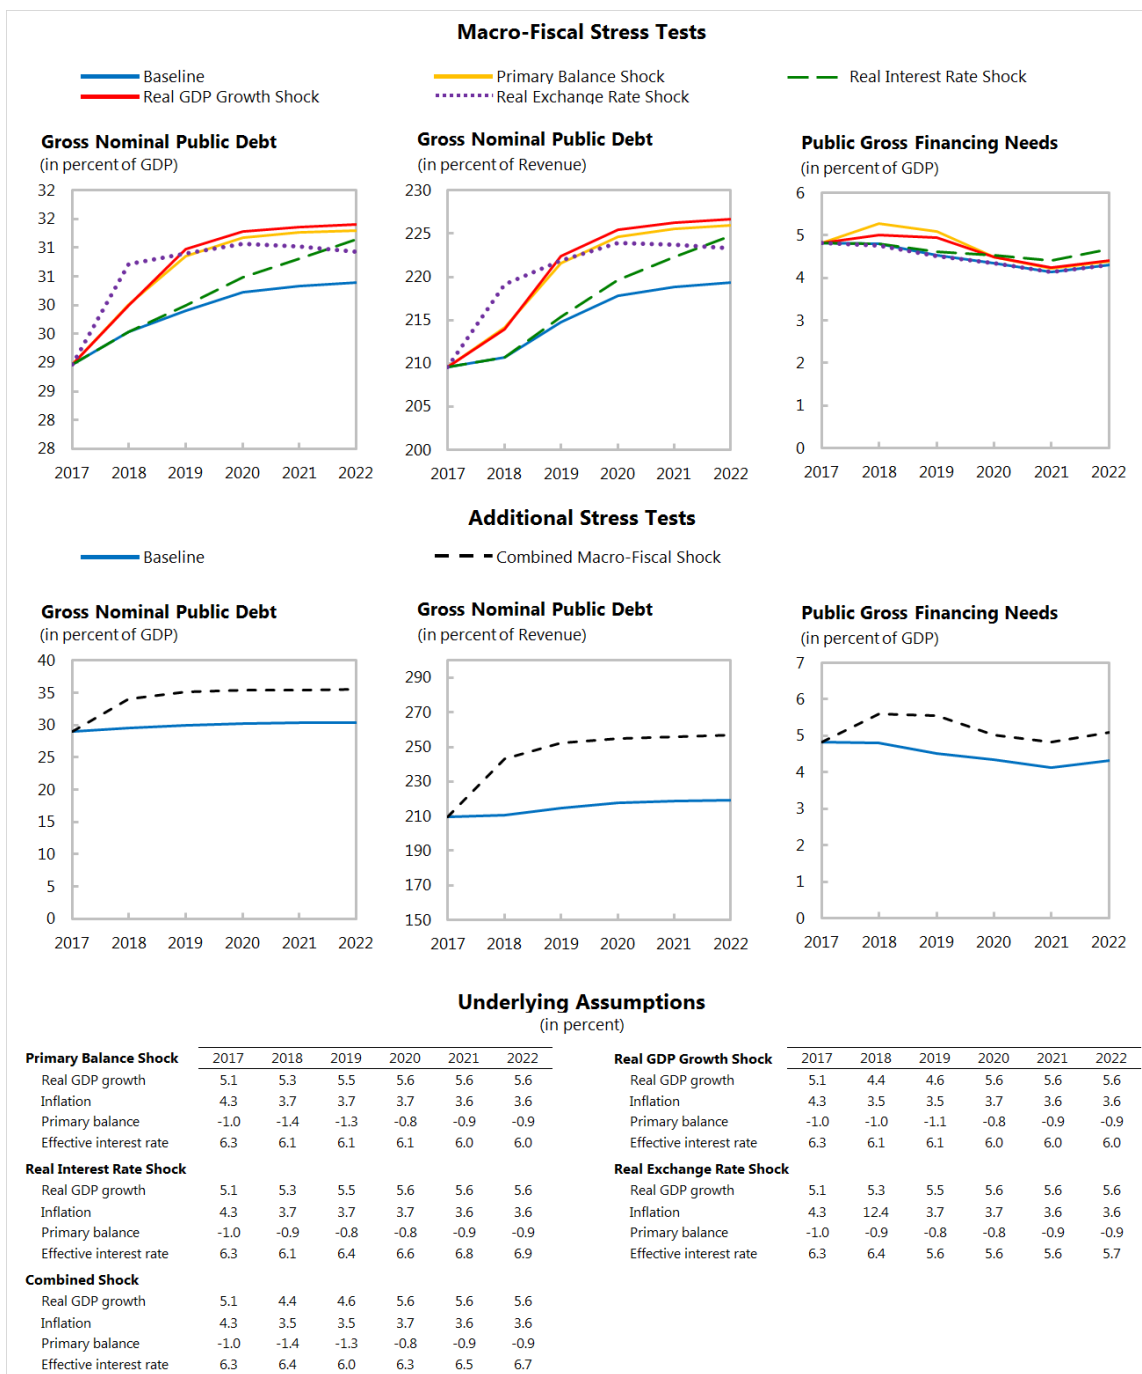 Macro-Fiscal Stress Tests
Baseline
Primary Balance Shock
Real Interest Rate Shock
Real GDP Growth Shock
Real Exchange Rate Shock
Gross Nominal Public Debt
(in percent of GDP)
32
32
31
31
30
30
29
29
28
28
2017 2018 2019 2020 2021 2022
Gross Nominal Public Debt
(in percent of Revenue)
230
225
220
215
210
205
200
2017 2018 2019 2020 2021 2022
Public Gross Financing Needs
(in percent of GDP)
6
5
4
3
2
1
0
2017 2018 2019 2020 2021 2022
Additional Stress Tests
Baseline
Combined Macro-Fiscal Shock
Gross Nominal Public Debt
(in percent of GDP)
40
35
30
25
20
15
10
5
0
2017 2018 2019 2020 2021 2022
Gross Nominal Public Debt
(in percent of Revenue)
290
270
250
230
210
190
170
150
2017 2018 2019 2020 2021 2022
Public Gross Financing Needs
(in percent of GDP)
7
6
5
4
3
2
1
0
2017 2018 2019 2020 2021 2022
Underlying Assumptions
(in percent)
Primary Balance Shock 2017 2018 2019 2020 2021 2022
Real GDP growth 5.1 5.3 5.5 5.6 5.6 5.6
Inflation 4.3 3.7 3.7 3.7 3.6 3.6
Primary balance -1.0 -1.4 -1.3 -0.8 -0.9 -0.9
Effective interest rate 6.3 6.1 6.1 6.1 6.0 6.0
Real Interest Rate Shock
Real GDP growth 5.1 5.3 5.5 5.6 5.6 5.6
Inflation 4.3 3.7 3.7 3.7 3.6 3.6
Primary balance -1.0 -0.9 -0.8 -0.8 -0.9 -0.9
Effective interest rate 6.3 6.1 6.4 6.6 6.8 6.9
Combined Shock
Real GDP growth 5.1 4.4 4.6 5.6 5.6 5.6
Inflation 4.3 3.5 3.5 3.7 3.6 3.6
Primary balance -1.0 -1.4 -1.3 -0.8 -0.9 -0.9
Effective interest rate 6.3 6.4 6.0 6.3 6.5 6.7
Real GDP Growth Shock 2017 2018 2019 2020 2021 2022
Real GDP growth 5.1 4.4 4.6 5.6 5.6 5.6
Inflation 4.3 3.5 3.5 3.7 3.6 3.6
Primary balance -1.0 -1.0 -1.1 -0.8 -0.9 -0.9
Effective interest rate 6.3 6.1 6.1 6.0 6.0 6.0
Real Exchange Rate Shock
Real GDP growth 5.1 5.3 5.5 5.6 5.6 5.6
Inflation 4.3 12.4 3.7 3.7 3.6 3.6
Primary balance -1.0 -0.9 -0.8 -0.8 -0.9 -0.9
Effective interest rate 6.3 6.4 5.6 5.6 5.6 5.7